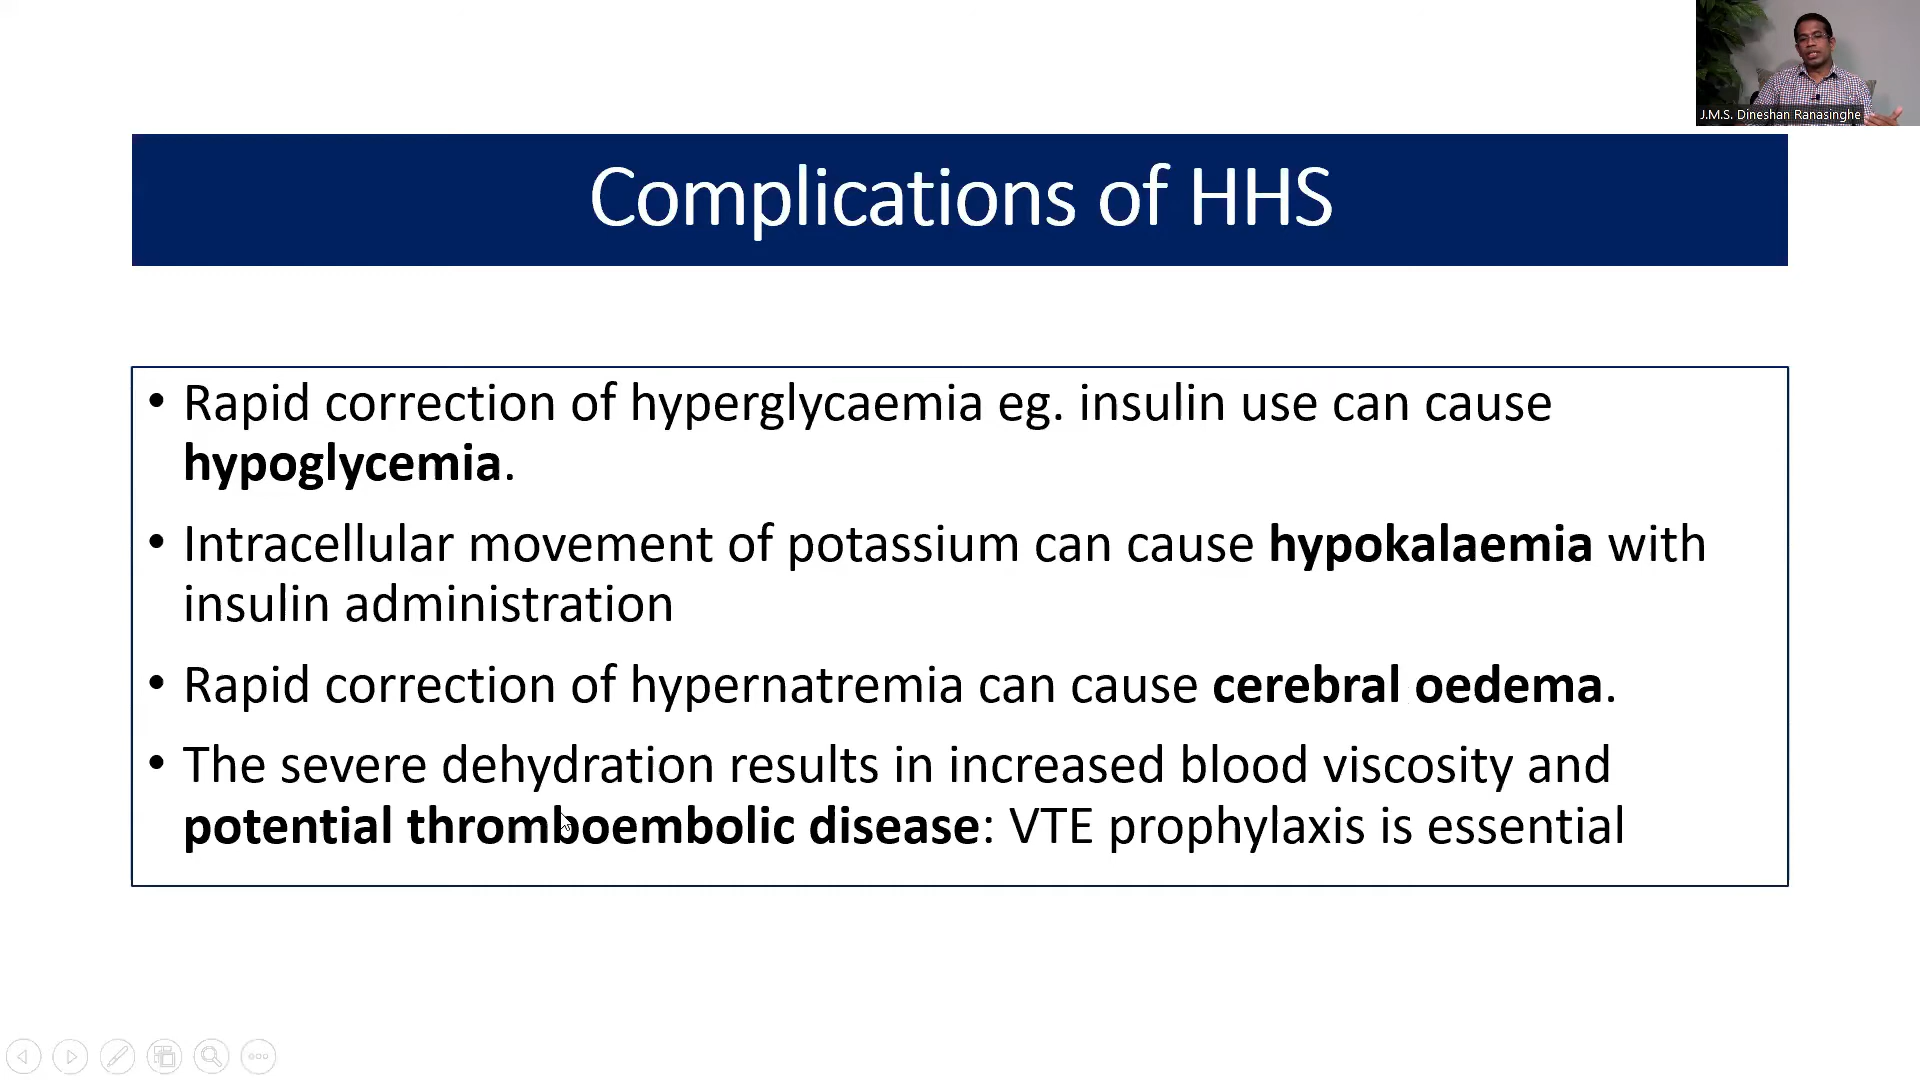 J.M.S. Dineshan Ranasinghe
Complications of HHS
• Rapid correction of hyperglycaemia eg. insulin use can cause
hypoglycemia.
• Intracellular movement of potassium can cause hypokalaemia with
insulin administration
• Rapid correction of hypernatremia can cause cerebral oedema.
• The severe dehydration results in increased blood viscosity and
potential thromboembolic disease: VTE prophylaxis is essential